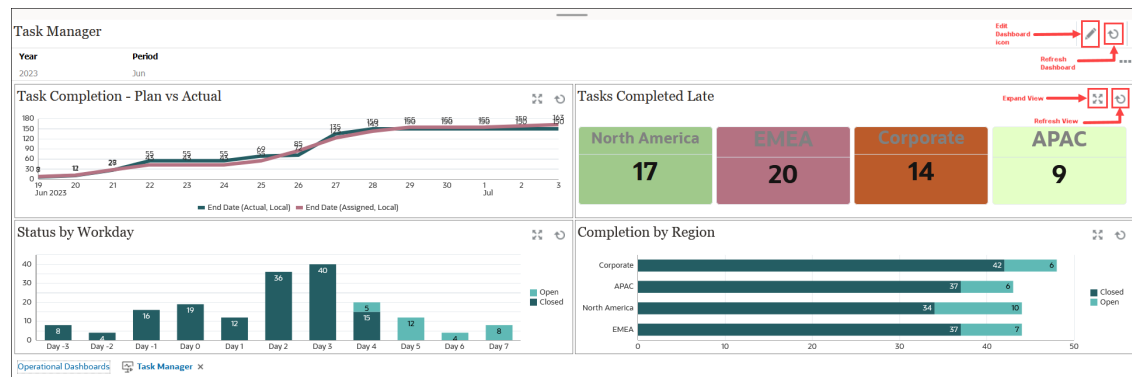 Task Manager
Edit
Dashboard
icon
Year Period
2023 Jun
Refresh
Dashboard
Task Completion - Plan vs Actual
180
150
120
90
60
30
0
12
55
55
55
69
85
135
150
150
150
150
150
163
150
19 20 21 22 23 24 25 26 27 28 29 30 1 2 3
Jun 2023 Jul
End Date (Actual, Local) End Date (Assigned, Local)
Tasks Completed Late
Expand View
Refresh View
North America EMEA Corporate APAC
17 20 14 9
Status by Workday
40
30
20
10
0
8 4 16 19 12 36 40 5 15 12 4 8
Day -3 Day -2 Day -1 Day 0 Day 1 Day 2 Day 3 Day 4 Day 5 Day 6 Day 7
Open
Closed
Completion by Region
Corporate 42 6
APAC 37 6
North America 34 10
EMEA 37 7
0 10 20 30 40 50
Closed
Open
Operational Dashboards Task Manager ×